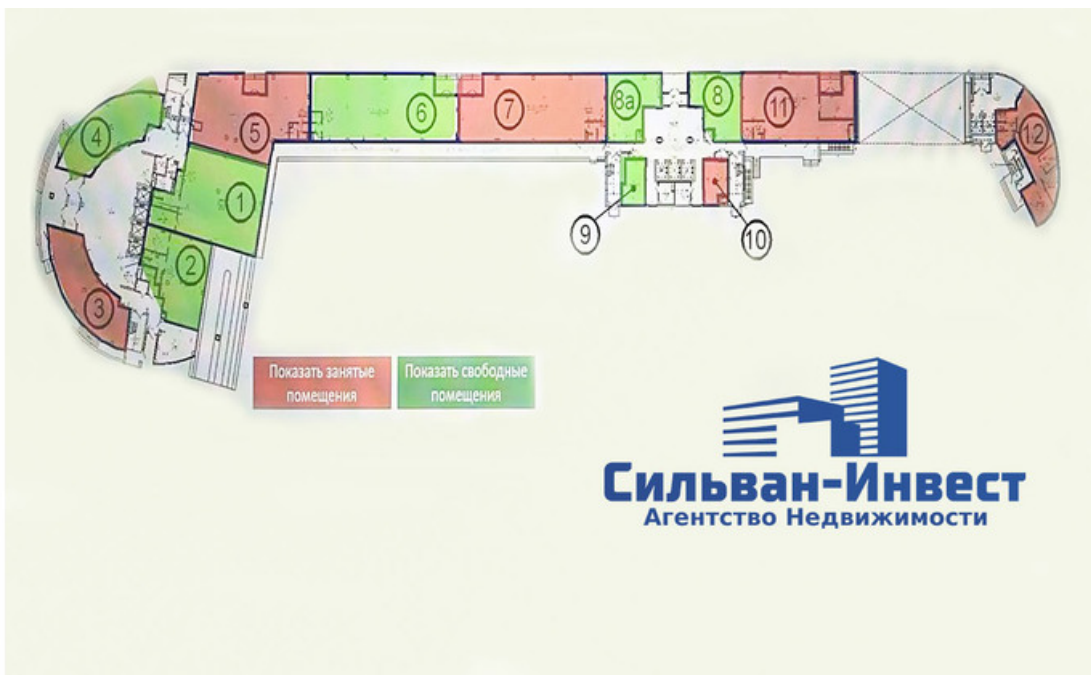 4
5
6
7
8а
8
11
12
1
2
3
9
10
Показать занятые
помещения
Показать свободные
помещения
Сильван-Инвест
Агентство Недвижимости